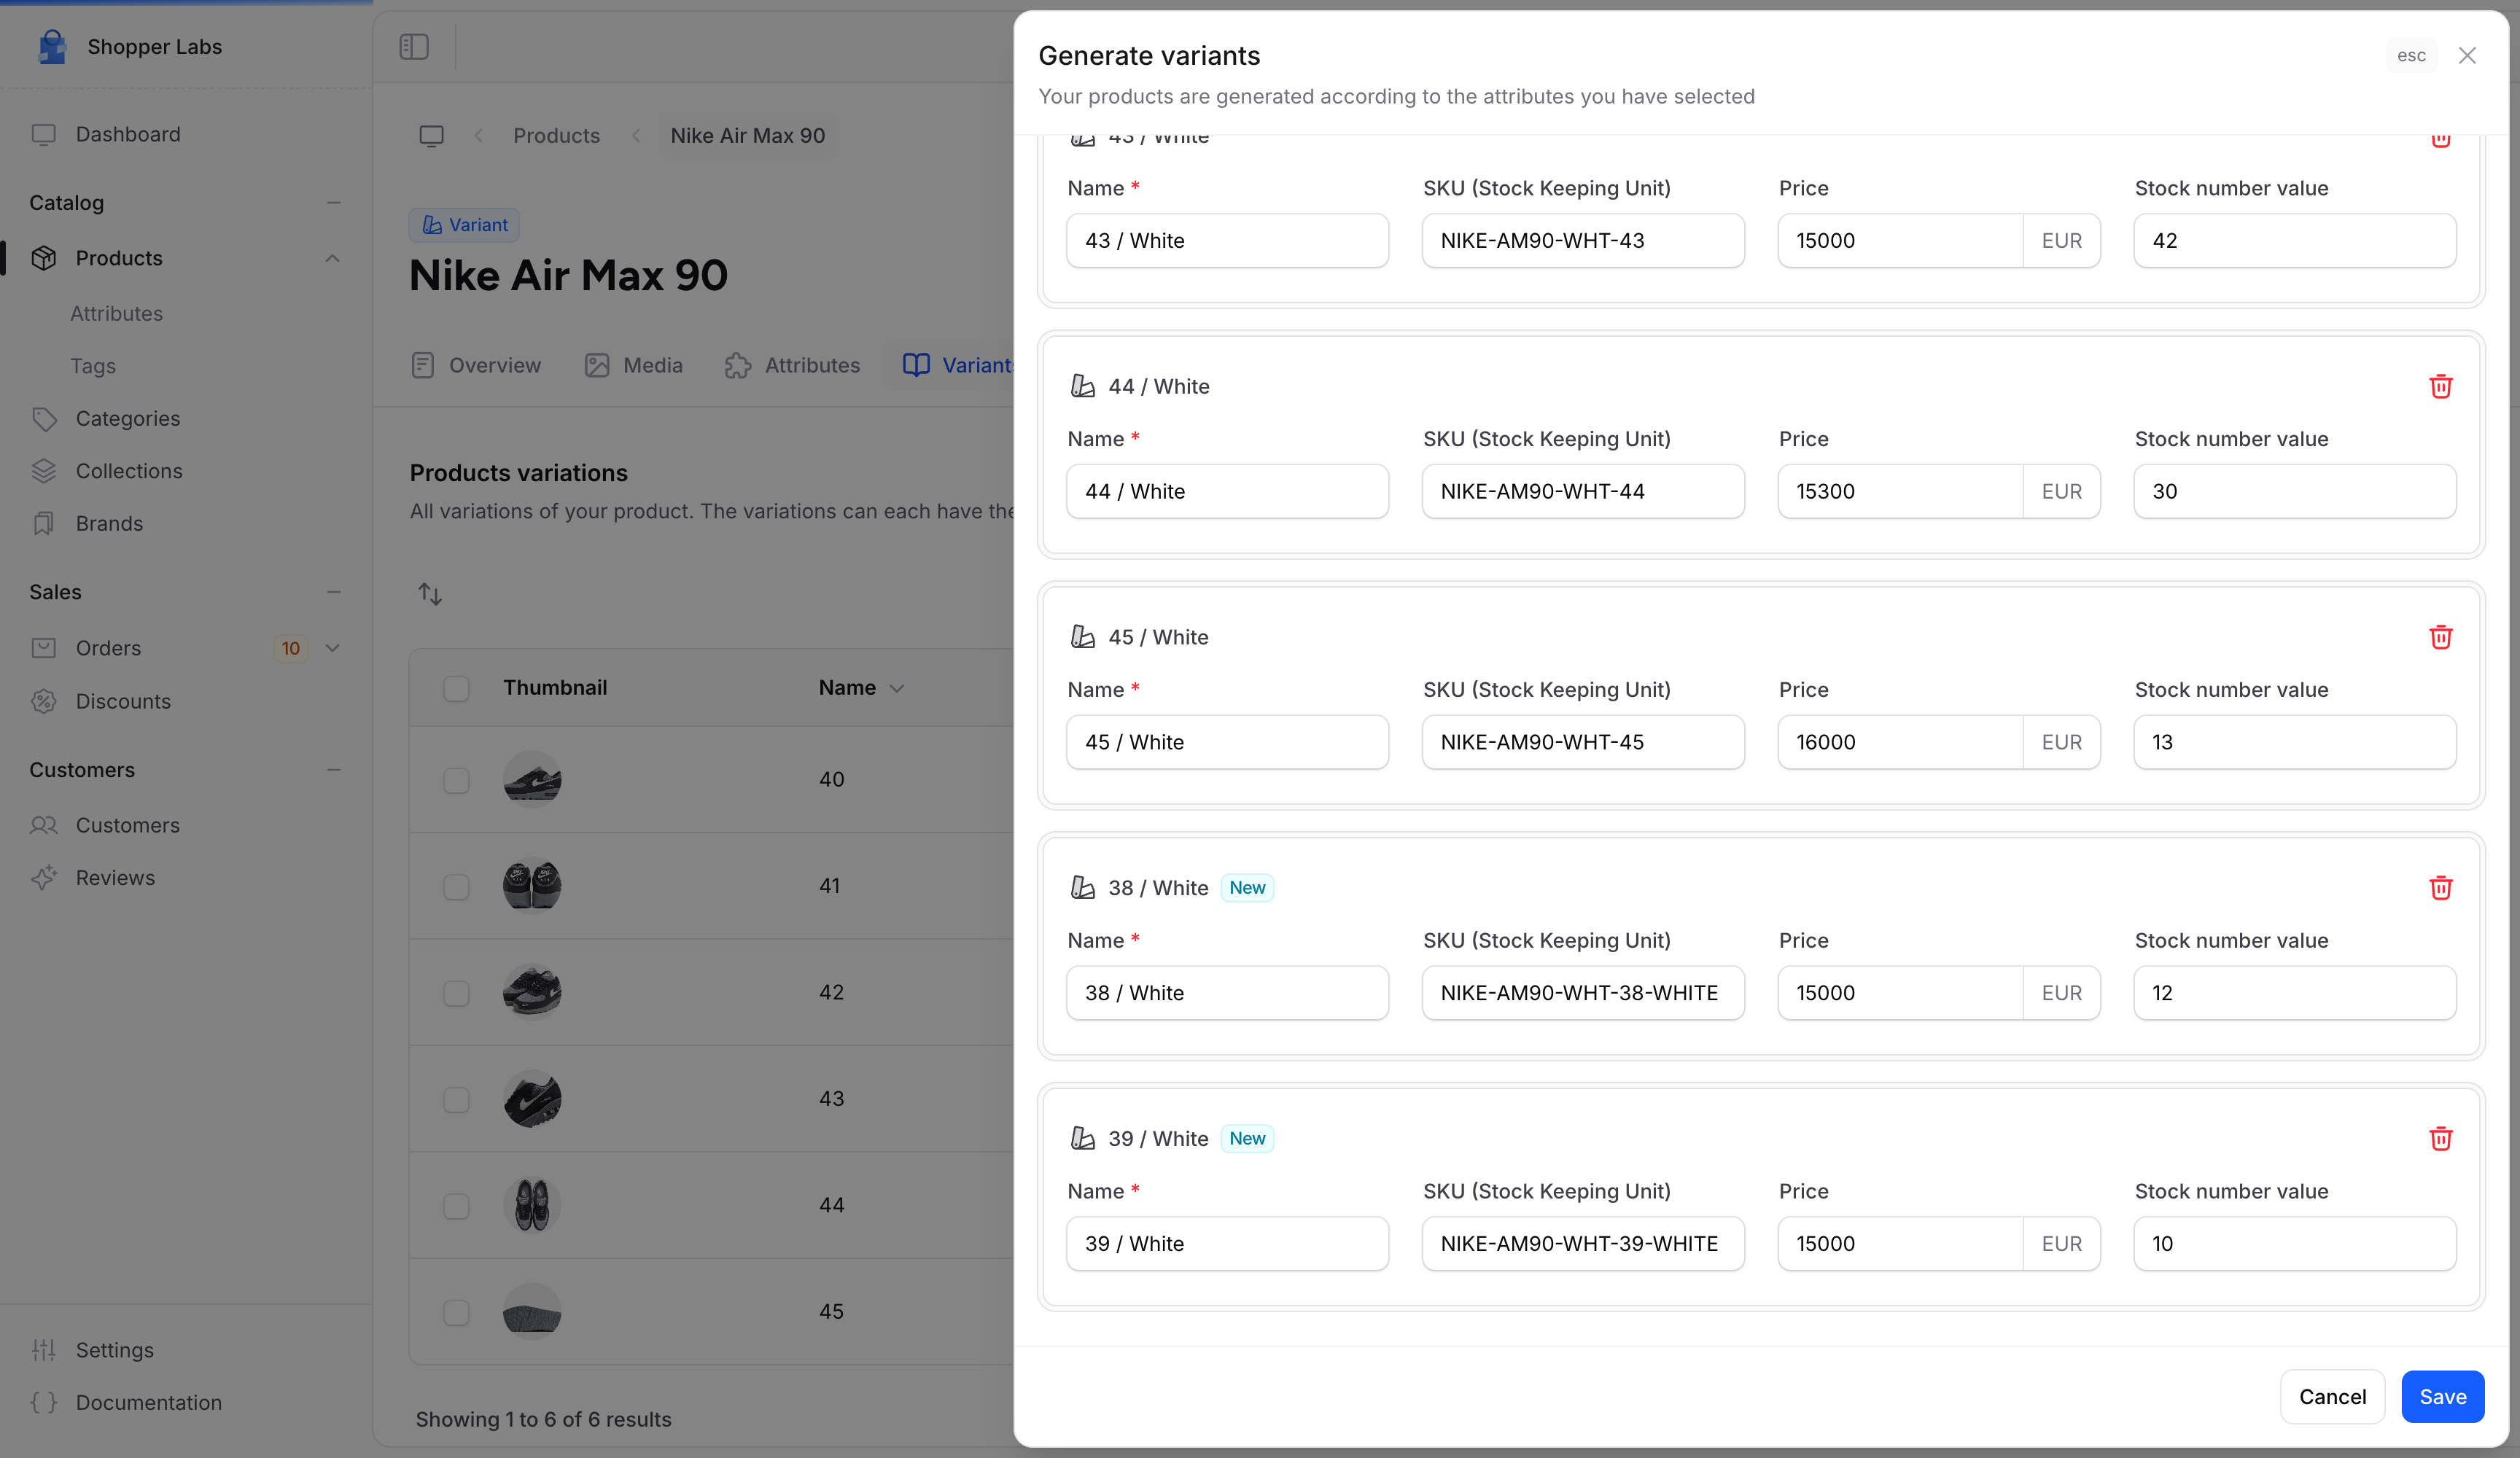 Shopper Labs
Dashboard
Catalog
Products
Attributes
Tags
Categories
Collections
Brands
Sales
Orders 10
Discounts
Customers
Customers
Reviews
Settings
Documentation
Products Nike Air Max 90
Variant
Nike Air Max 90
Overview Media Attributes Variants
Products variations
All variations of your product. The variations can each have the
Thumbnail Name
40
41
42
43
44
45
Showing 1 to 6 of 6 results
Generate variants
esc
Your products are generated according to the attributes you have selected
43 / White
Name * SKU (Stock Keeping Unit) Price Stock number value
43 / White NIKE-AM90-WHT-43 15000 EUR 42
44 / White
Name * SKU (Stock Keeping Unit) Price Stock number value
44 / White NIKE-AM90-WHT-44 15300 EUR 30
45 / White
Name * SKU (Stock Keeping Unit) Price Stock number value
45 / White NIKE-AM90-WHT-45 16000 EUR 13
38 / White New
Name * SKU (Stock Keeping Unit) Price Stock number value
38 / White NIKE-AM90-WHT-38-WHITE 15000 EUR 12
39 / White New
Name * SKU (Stock Keeping Unit) Price Stock number value
39 / White NIKE-AM90-WHT-39-WHITE 15000 EUR 10
Cancel Save